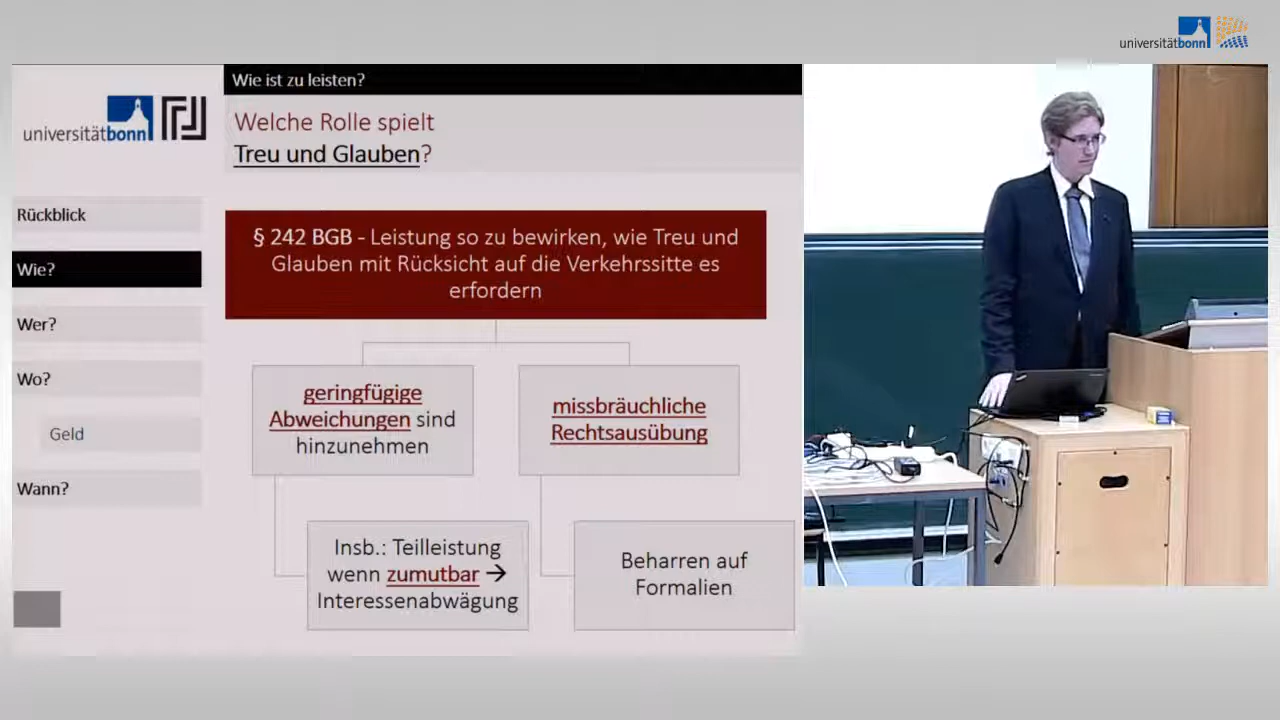 universitätbonn
Wie ist zu leisten?
universitätbonn
Welche Rolle spielt
Treu und Glauben?
Rückblick
Wie?
Wer?
Wo?
Geld
Wann?
§ 242 BGB - Leistung so zu bewirken, wie Treu und
Glauben mit Rücksicht auf die Verkehrssitte es
erfordern
geringfügige
Abweichungen sind
hinzunehmen
missbräuchliche
Rechtsausübung
Insb.: Teilleistung
wenn zumutbar →
Interessenabwägung
Beharren auf
Formalien